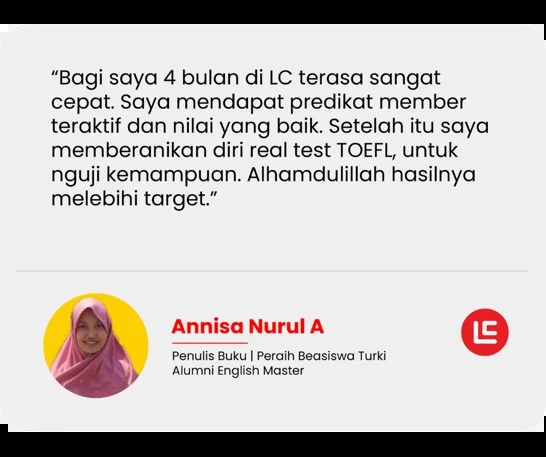 “Bagi saya 4 bulan di LC terasa sangat
cepat. Saya mendapat predikat member
teraktif dan nilai yang baik. Setelah itu saya
memberanikan diri real test TOEFL, untuk
nguji kemampuan. Alhamdulillah hasilnya
melebihi target.”
Annisa Nurul A
Penulis Buku | Peraih Beasiswa Turki
Alumni English Master
LC